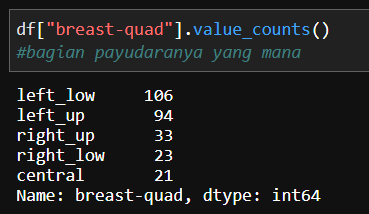 df["breast-quad"].value_counts()
#bagian payudaranya yang mana
left_low 106
left_up 94
right_up 33
right_low 23
central 21
Name: breast-quad, dtype: int64